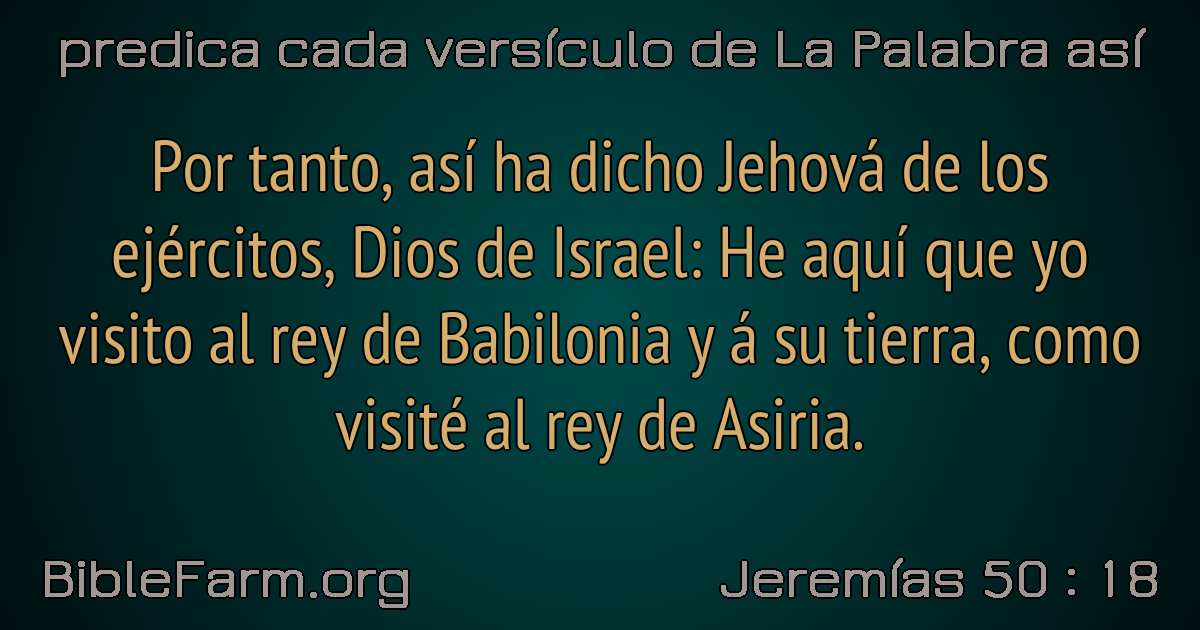 predica cada versículo de La Palabra así
Por tanto, así ha dicho Jehová de los
ejércitos, Dios de Israel: He aquí que yo
visito al rey de Babilonia y á su tierra, como
visité al rey de Asiria.
BibleFarm.org
Jeremías 50 : 18